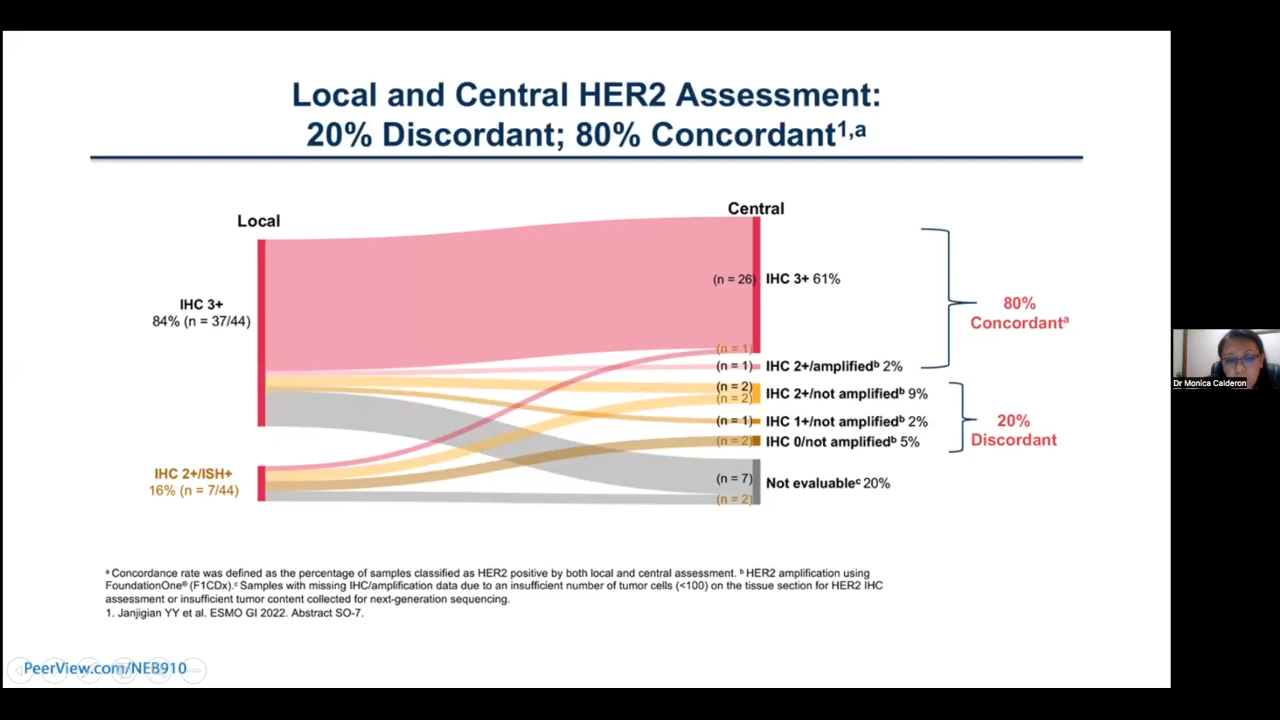 Local and Central HER2 Assessment:
20% Discordant; 80% Concordant1,a
Local
Central
IHC 3+
84% (n = 37/44)
(n = 26)
IHC 3+ 61%
80%
Concordanta
(n = 1)
(n = 1)
IHC 2+/amplifiedb 2%
(n = 2)
(n = 2)
IHC 2+/not amplifiedb 9%
(n = 1)
IHC 1+/not amplifiedb 2%
20%
Discordant
(n = 2)
IHC 0/not amplifiedb 5%
IHC 2+/ISH+
16% (n = 7/44)
(n = 7)
Not evaluablec 20%
(n = 2)
a Concordance rate was defined as the percentage of samples classified as HER2 positive by both local and central assessment. b HER2 amplification using
FoundationOne® (F1CDx).c Samples with missing IHC/amplification data due to an insufficient number of tumor cells (<100) on the tissue section for HER2 IHC
assessment or insufficient tumor content collected for next-generation sequencing.
1. Janjigian YY et al. ESMO GI 2022. Abstract SO-7.
PeerView.com/NEB910
Dr Monica Calderon